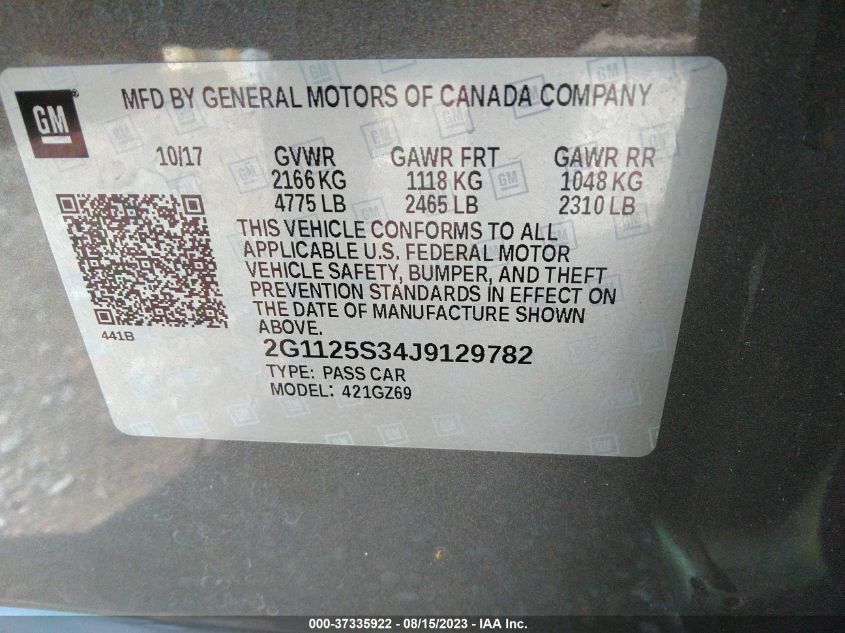 GM
MFD BY GENERAL MOTORS OF CANADA COMPANY
10/17 GVWR GAWR FRT GAWR RR
2166 KG 1118 KG 1048 KG
4775 LB 2465 LB 2310 LB
THIS VEHICLE CONFORMS TO ALL
APPLICABLE U.S. FEDERAL MOTOR
VEHICLE SAFETY, BUMPER, AND THEFT
PREVENTION STANDARDS IN EFFECT ON
THE DATE OF MANUFACTURE SHOWN
ABOVE.
441B
2G1125S34J9129782
TYPE: PASS CAR
MODEL: 421GZ69
000-37335922 - 08/15/2023 - IAA Inc.